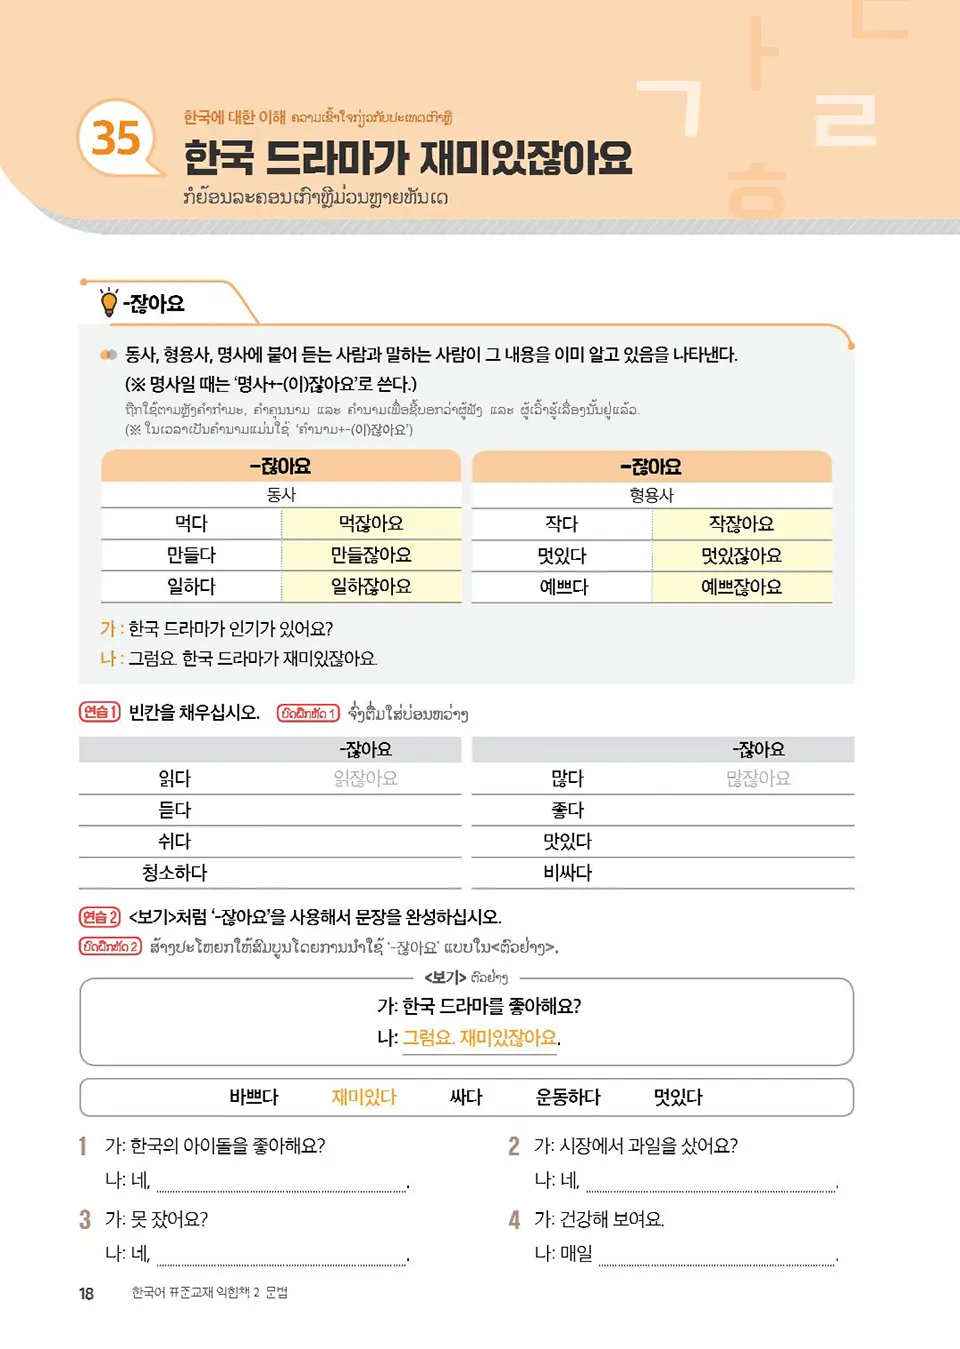 35
한국에 대한 이해 ຄວາມເຂົ້າໃຈກ່ຽວກັບປະເທດເກົາຫຼີ
한국 드라마가 재미있잖아요
ກໍຍ້ອນລະຄອນເກົາຫຼີມ່ວນຫຼາຍຫັນເດ
ㄱ ㅏ ㄹ ㅎ ㄴ
-잖아요
동사, 형용사, 명사에 붙어 듣는 사람과 말하는 사람이 그 내용을 이미 알고 있음을 나타낸다.
(※ 명사일 때는 '명사+-(이)잖아요'로 쓴다.)
ຖືກໃຊ້ຕາມຫຼັງຄຳກຳມະ, ຄຳຄຸນນາມ ແລະ ຄຳນາມເພື່ອຊີ້ບອກວ່າຜູ້ຟັງ ແລະ ຜູ້ເວົ້າຮູ້ເລື່ອງນັ້ນຢູ່ແລ້ວ.
(※ ໃນເວລາເປັນຄຳນາມແມ່ນໃຊ້ 'ຄຳນາມ+-(이)잖아요')
-잖아요 -잖아요
동사 형용사
먹다 먹잖아요 작다 작잖아요
만들다 만들잖아요 멋있다 멋있잖아요
일하다 일하잖아요 예쁘다 예쁘잖아요
가 : 한국 드라마가 인기가 있어요?
나 : 그럼요. 한국 드라마가 재미있잖아요.
연습 1 빈칸을 채우십시오. ບົດຝຶກຫັດ 1 ຈົ່ງຕື່ມໃສ່ບ່ອນຫວ່າງ
-잖아요 -잖아요
읽다 읽잖아요 많다 많잖아요
듣다 좋다
쉬다 맛있다
청소하다 비싸다
연습 2 <보기>처럼 '-잖아요'을 사용해서 문장을 완성하십시오.
ບົດຝຶກຫັດ 2 ສ້າງປະໂຫຍກໃຫ້ສົມບູນໂດຍການນຳໃຊ້ '-잖아요' ແບບໃນ<ຕົວຢ່າງ>.
<보기> ຕົວຢ່າງ
가: 한국 드라마를 좋아해요?
나: 그럼요. 재미있잖아요.
바쁘다 재미있다 싸다 운동하다 멋있다
1 가: 한국의 아이돌을 좋아해요? 2 가: 시장에서 과일을 샀어요?
나: 네, . 나: 네, .
3 가: 못 잤어요? 4 가: 건강해 보여요.
나: 네, . 나: 매일 .
18 한국어 표준교재 익힘책 2 문법